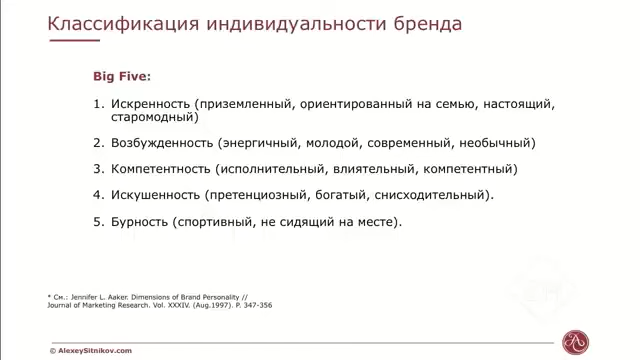 Классификация индивидуальности бренда
Big Five:
1. Искренность (приземленный, ориентированный на семью, настоящий,
старомодный)
2. Возбужденность (энергичный, молодой, современный, необычный)
3. Компетентность (исполнительный, влиятельный, компетентный)
4. Искушенность (претенциозный, богатый, снисходительный).
5. Бурность (спортивный, не сидящий на месте).
* См.: Jennifer L. Aaker. Dimensions of Brand Personality //
Journal of Marketing Research. Vol. XXXIV. (Aug.1997). P. 347-356
© AlexeySitnikov.com